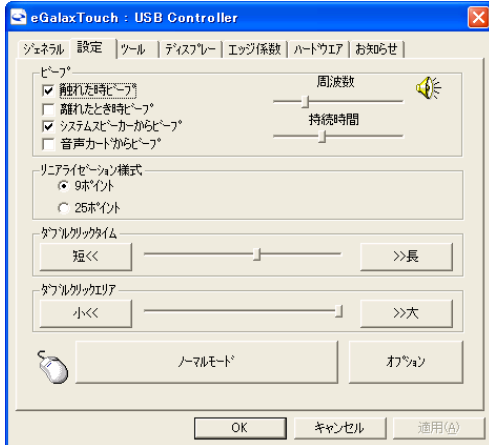 eGalaxTouch : USB Controller
ジェネラル 設定 ツール ディスプレー エッジ係数 ハードウエア お知らせ
ビープ
触れた時ビープ
離れたとき時ビープ
システムスピーカーからビープ
音声カードからビープ
周波数
持続時間
リニアライゼーション様式
9ポイント
25ポイント
ダブルクリックタイム
短<< >>長
ダブルクリックエリア
小<< >>大
ノーマルモード オプション
OK キャンセル 適用(A)